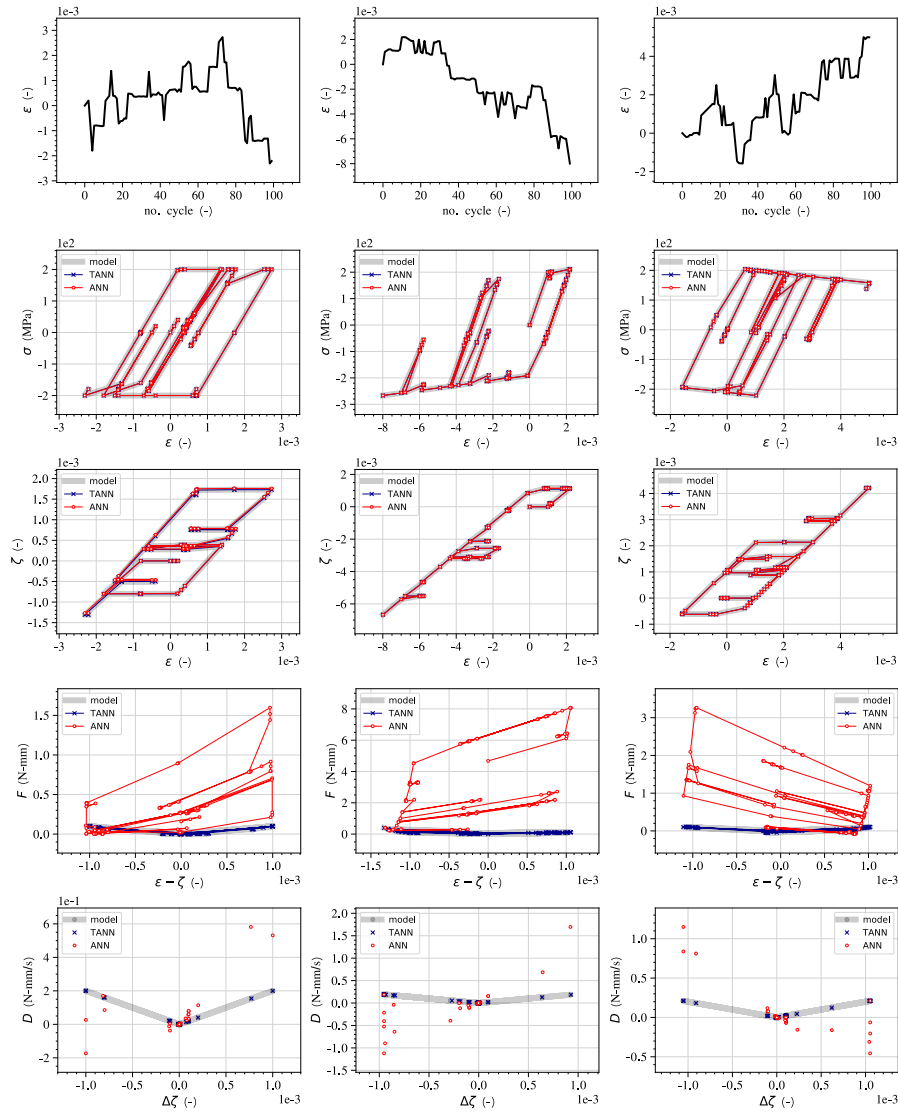 1e−3 1e−3 1e−3
ε (-) 3 2 1 0 −1 −2 −3
ε (-) 4 2 0 −2 −4 −6 −8
ε (-) 6 4 2 0 −2
0 20 40 60 80 100
0 20 40 60 80 100
0 20 40 60 80 100
no. cycle (-) no. cycle (-) no. cycle (-)
1e2 1e2 1e2
model TANN ANN
model TANN ANN
model TANN ANN
σ (MPa) 2 1 0 −1 −2
σ (MPa) 2 1 0 −1 −2 −3
σ (MPa) 2 1 0 −1 −2
−3 −2 −1 0 1 2 3
−8 −6 −4 −2 0 2
−2 0 2 4
ε (-) 1e−3 ε (-) 1e−3 ε (-) 1e−3
1e−3 1e−3
model TANN ANN
model TANN ANN
model TANN ANN
ζ (-) 2.0 1.5 1.0 0.5 0.0 −0.5 −1.0 −1.5
ζ (-) 2 0 −2 −4 −6
ζ (-) 4 3 2 1 0 −1
−3 −2 −1 0 1 2 3
−8 −6 −4 −2 0 2
−2 0 2 4
ε (-) 1e−3 ε (-) ε (-) 1e−3
model TANN ANN
model TANN ANN
model TANN ANN
F (N-mm) 1.5 1.0 0.5 0.0
F (N-mm) 8 6 4 2 0
F (N-mm) 3 2 1 0
−1.0 −0.5 0.0 0.5 1.0
−1.5 −1.0 −0.5 0.0 0.5 1.0
−1.0 −0.5 0.0 0.5 1.0
ε − ζ (-) 1e−3 ε − ζ (-) 1e−3 ε − ζ (-) 1e−3
1e−1
model TANN ANN
model TANN ANN
model TANN ANN
D (N-mm/s) 6 4 2 0 −2
D (N-mm/s) 2.0 1.5 1.0 0.5 0.0 −0.5 −1.0 −1.5
D (N-mm/s) 1.0 0.5 0.0 −0.5
−1.0 −0.5 0.0 0.5 1.0
−1.0 −0.5 0.0 0.5 1.0
−1.0 −0.5 0.0 0.5 1.0
Δζ (-) 1e−3 Δζ (-) 1e−3 Δζ (-) 1e−3